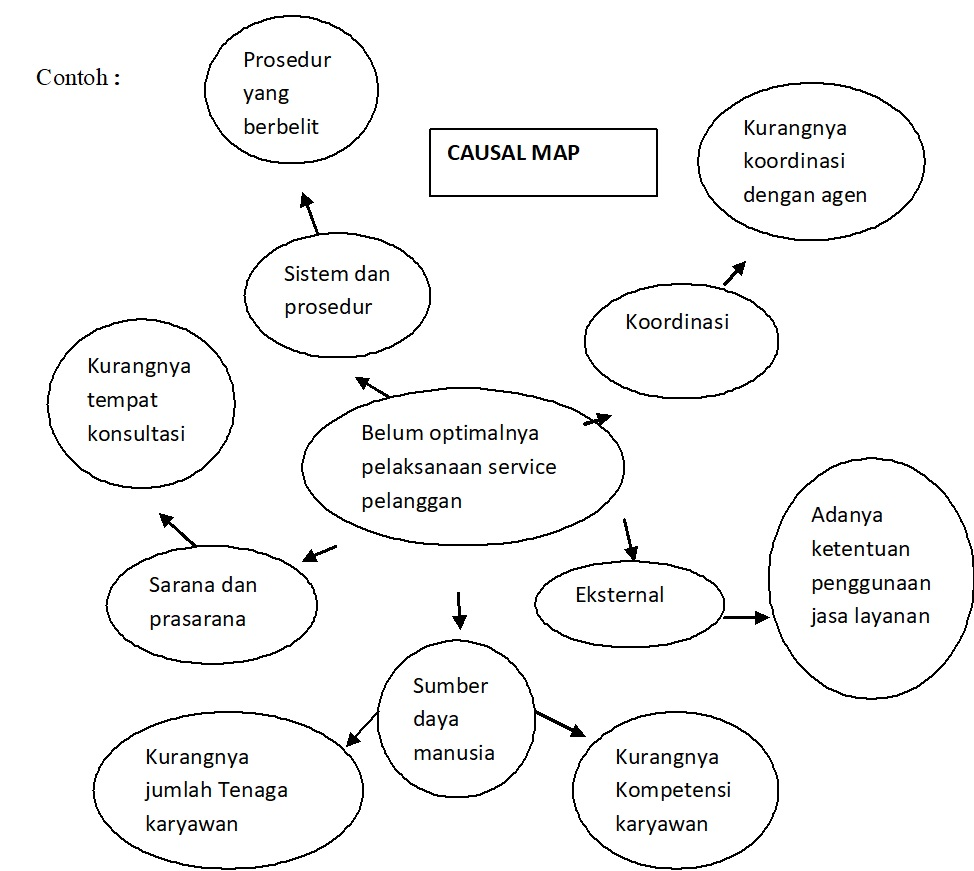 Contoh :
Prosedur
yang
berbelit
CAUSAL MAP
Kurangnya
koordinasi
dengan agen
Sistem dan
prosedur
Koordinasi
Kurangnya
tempat
konsultasi
Belum optimalnya
pelaksanaan service
pelanggan
Adanya
ketentuan
penggunaan
jasa layanan
Sarana dan
prasarana
Eksternal
Sumber
daya
manusia
Kurangnya
jumlah Tenaga
karyawan
Kurangnya
Kompetensi
karyawan